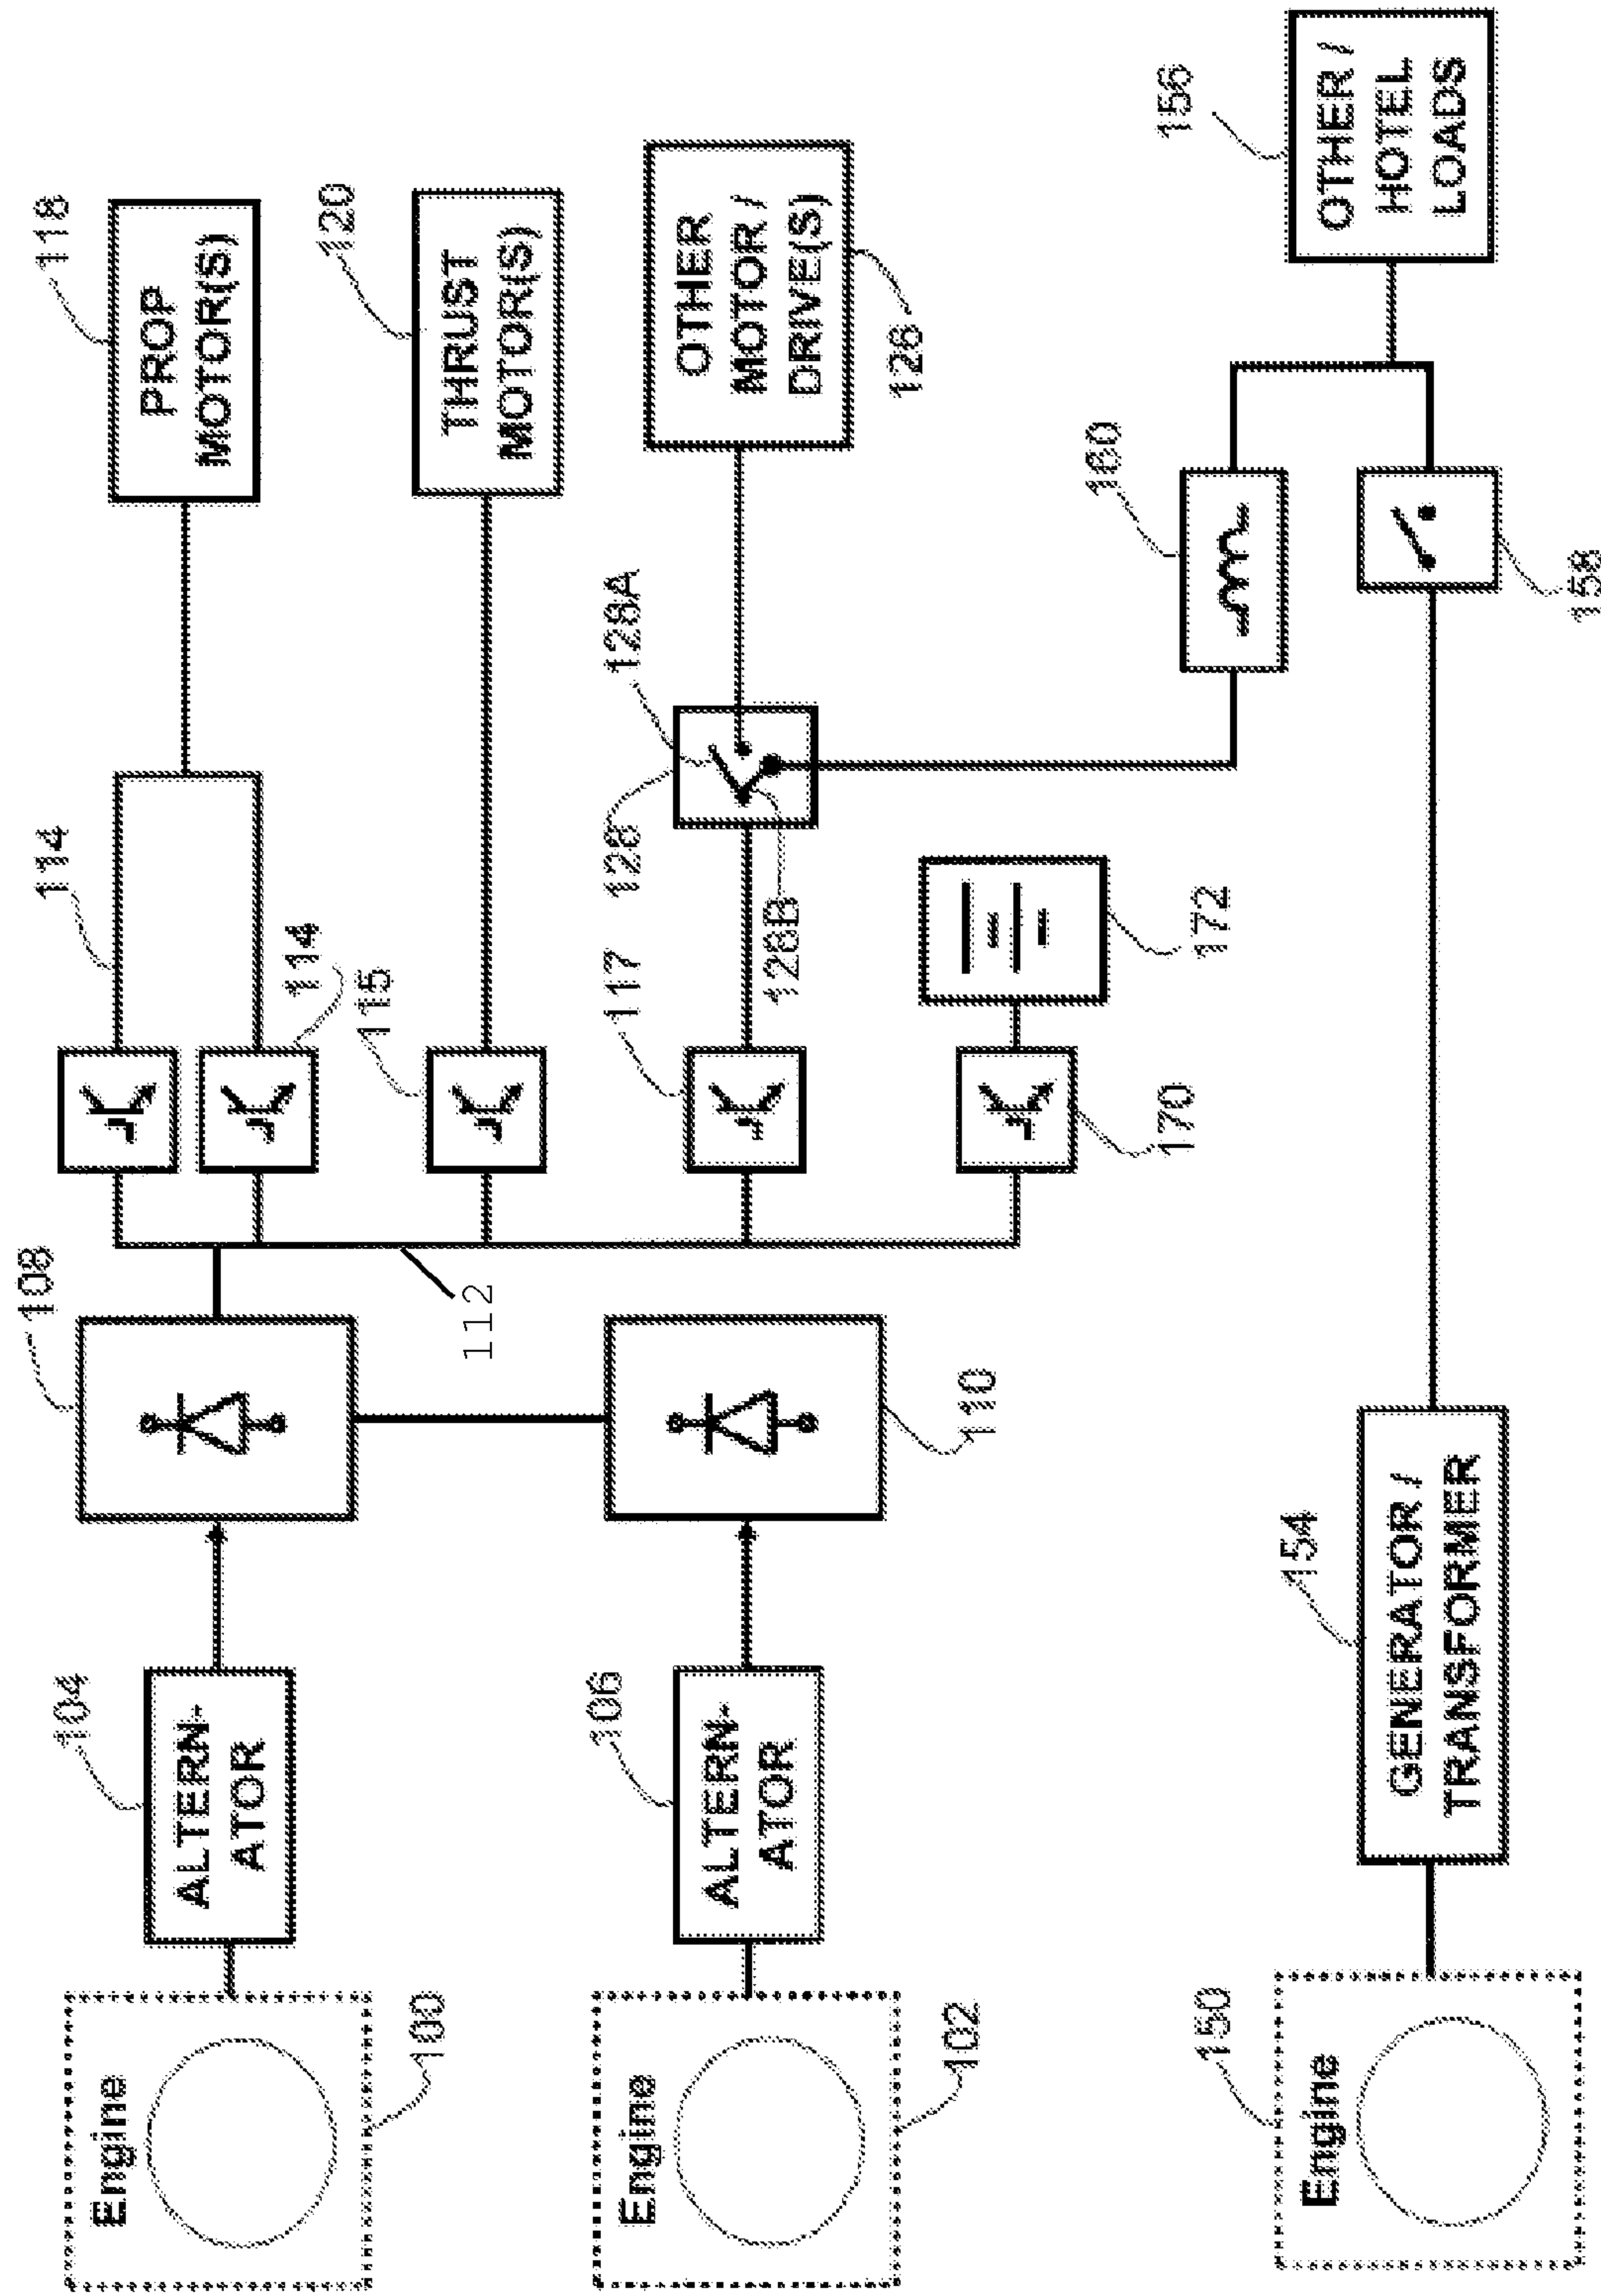 108
114
118
104
Engine
PROP
MOTOR(S)
ALTERN-
ATOR
114
115
120
100
112
THRUST
MOTOR(S)
106
117
128
128A
Engine
OTHER
MOTOR /
DRIVE(S)
ALTERN-
ATOR
128B
126
102
110
160
170
172
156
150
154
Engine
OTHER /
HOTEL
LOADS
GENERATOR /
TRANSFORMER
158